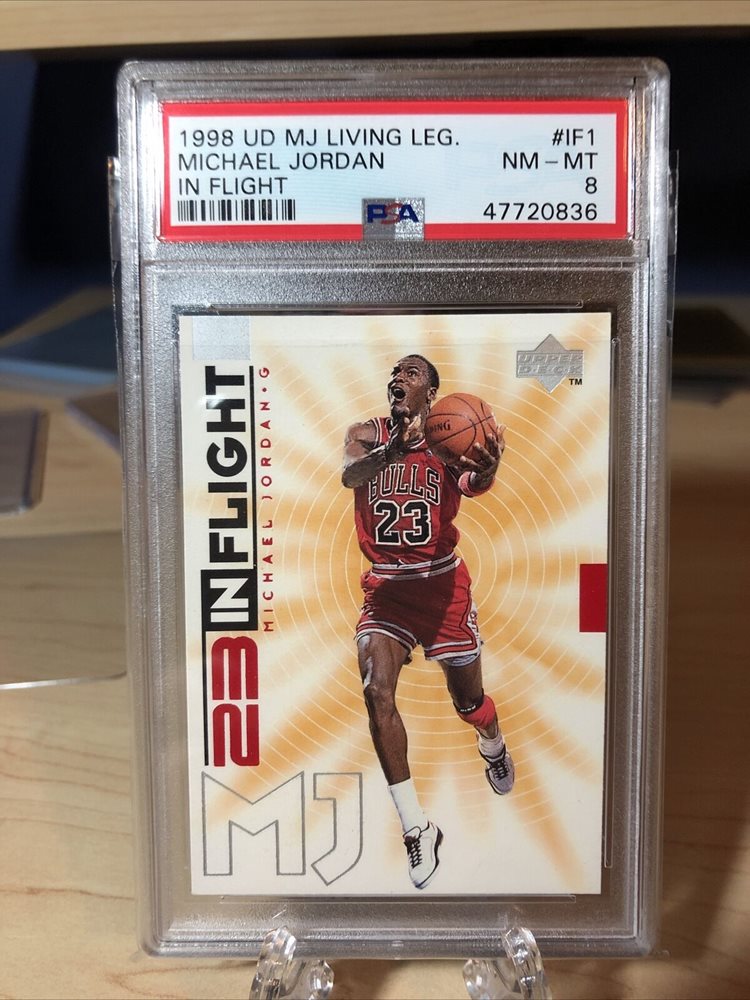 1998 UD MJ LIVING LEG. #IF1
MICHAEL JORDAN NM - MT
IN FLIGHT 8
PSA 47720836
UPPER
DECK
TM
23 IN FLIGHT
MICHAEL JORDAN • G
BULLS
23
MJ